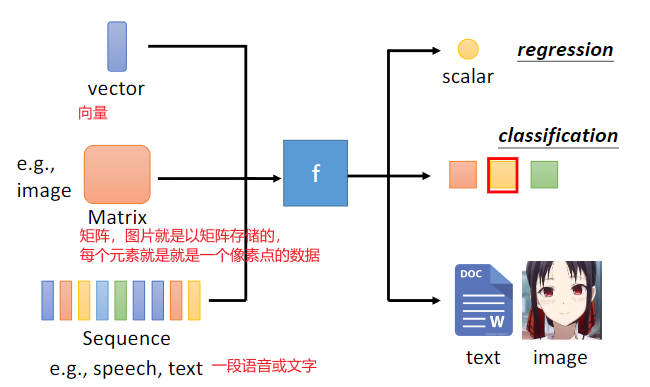 vector
向量
e.g.,
image
Matrix
矩阵，图片就是以矩阵存储的，
每个元素就是就是一个像素点的数据
Sequence
e.g., speech, text
一段语音或文字
f
scalar
regression
classification
DOC
W
text
image